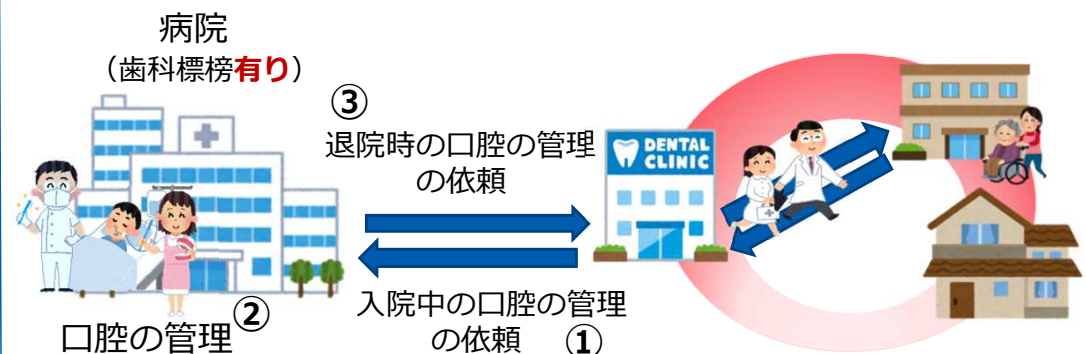 病院
（歯科標榜有り）
③
退院時の口腔の管理
の依頼
DENTAL
CLINIC
口腔の管理②
入院中の口腔の管理
の依頼 ①